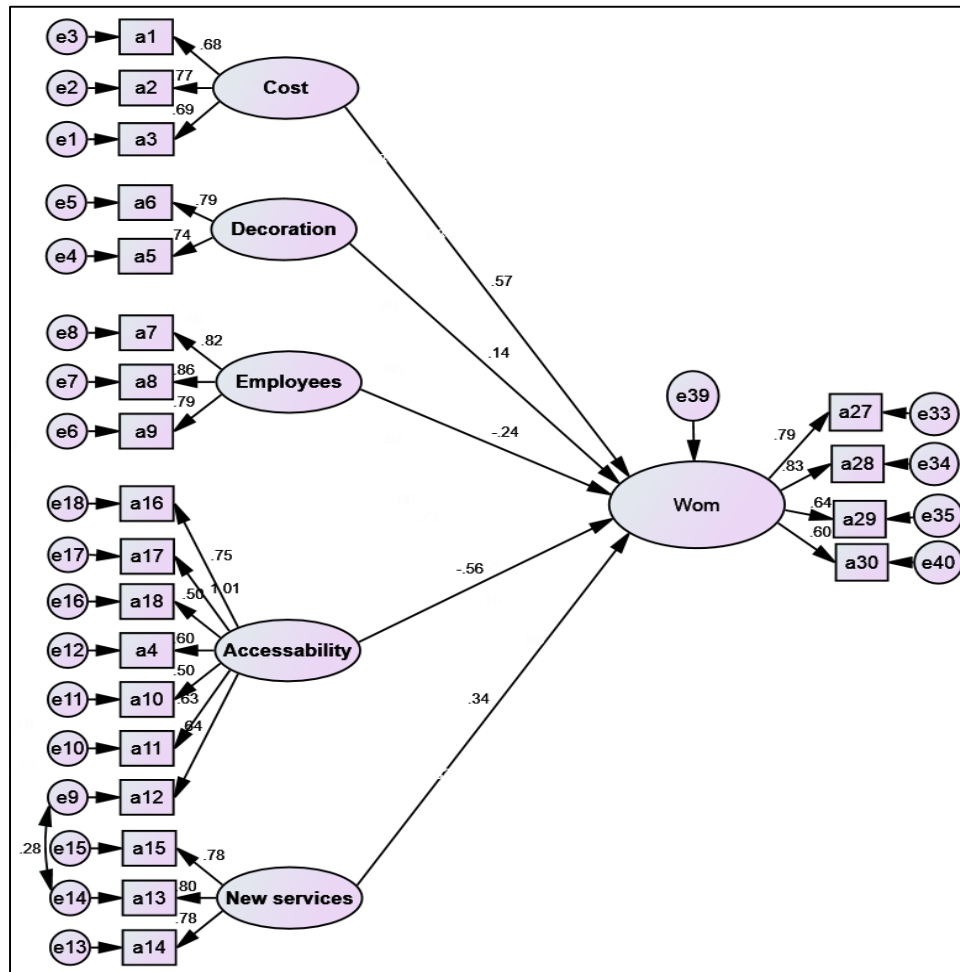 e3
a1
.68
e2
a2
.77
Cost
e1
a3
.69
e5
a6
.79
Decoration
e4
a5
.74
.57
e8
a7
.82
.14
e7
a8
.86
Employees
e6
a9
.79
-.24
e39
a27
e33
.79
a28
e34
.83
Wom
a29
e35
.64
a30
e40
.60
e18
a16
.75
e17
a17
1.01
e16
a18
.50
-.56
e12
a4
.60
Accessability
e11
a10
.50
.63
e10
a11
.64
.34
e9
a12
.28
e15
a15
.78
e14
a13
.80
New services
e13
a14
.78